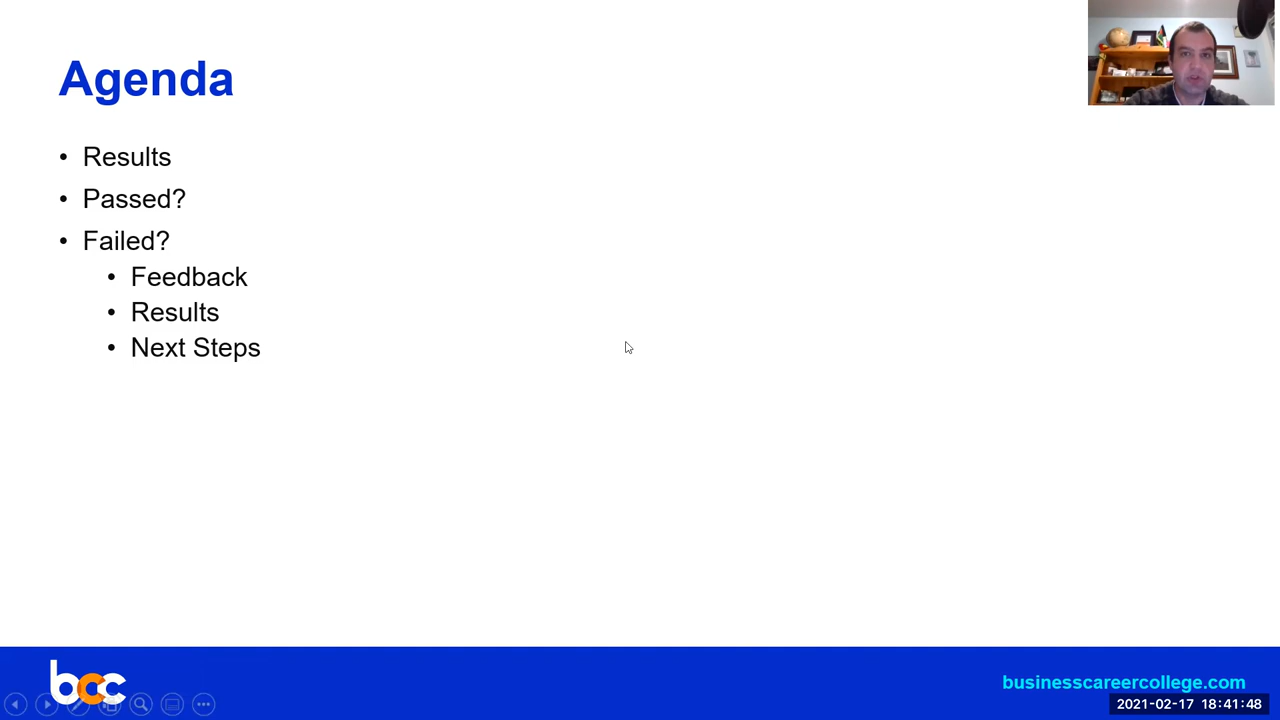 Agenda
• Results
• Passed?
• Failed?
• Feedback
• Results
• Next Steps
bcc
businesscareercollege.com
2021-02-17 18:41:48